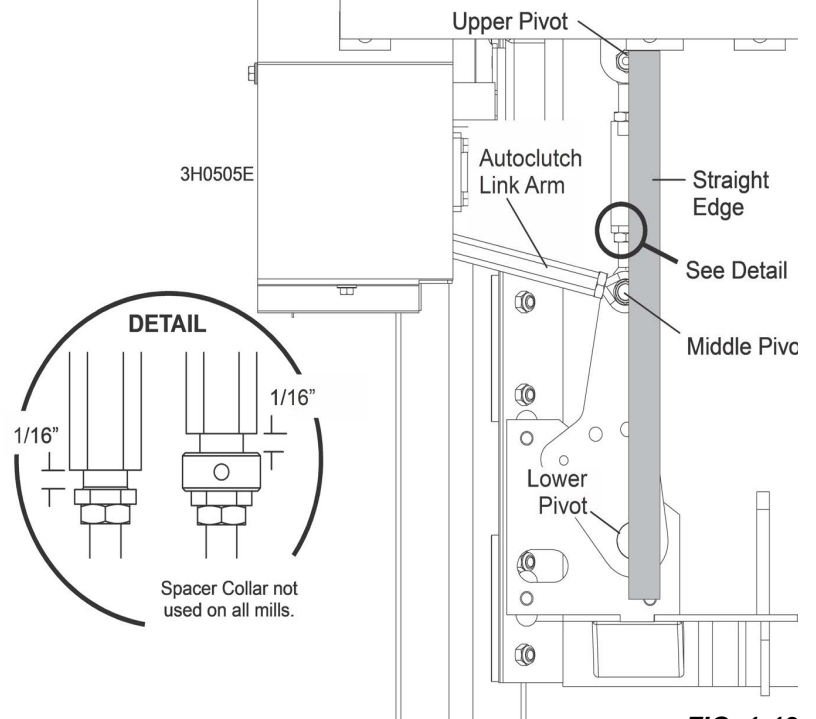 Upper Pivot
3H0505E
Autoclutch
Link Arm
Straight
Edge
See Detail
Middle Pivo
DETAIL
1/16”
1/16”
Lower
Pivot
Spacer Collar not
used on all mills.